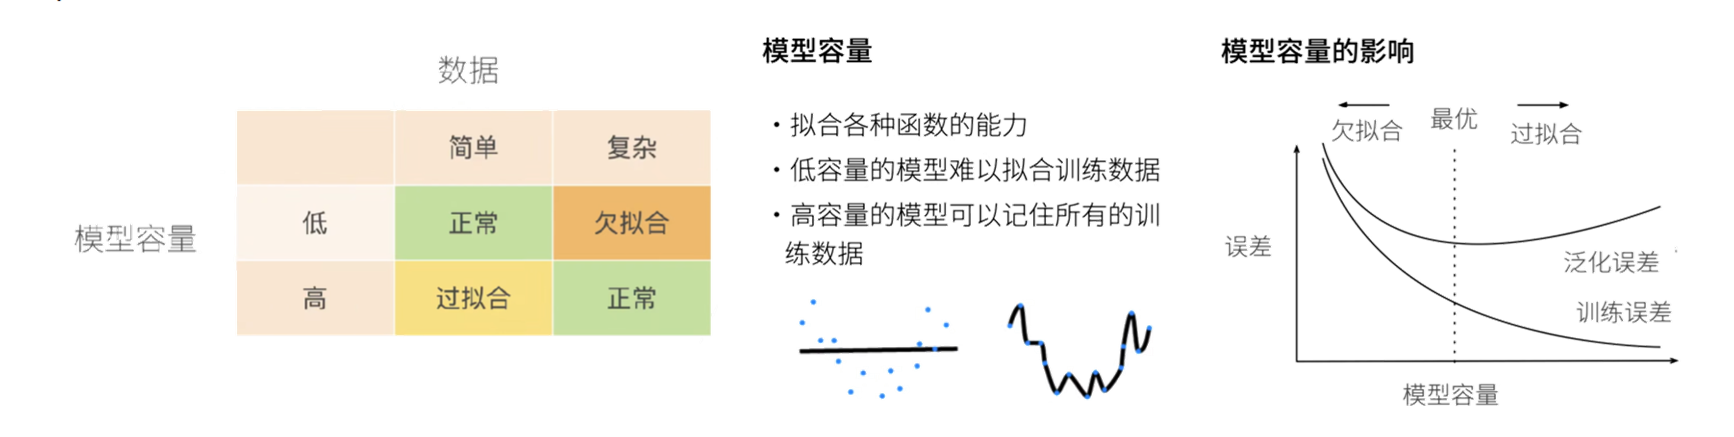 数据
简单 复杂
低 正常 欠拟合
模型容量
高 过拟合 正常
模型容量
・拟合各种函数的能力
・低容量的模型难以拟合训练数据
・高容量的模型可以记住所有的训
练数据
模型容量的影响
欠拟合 最优 过拟合
误差
泛化误差
训练误差
模型容量